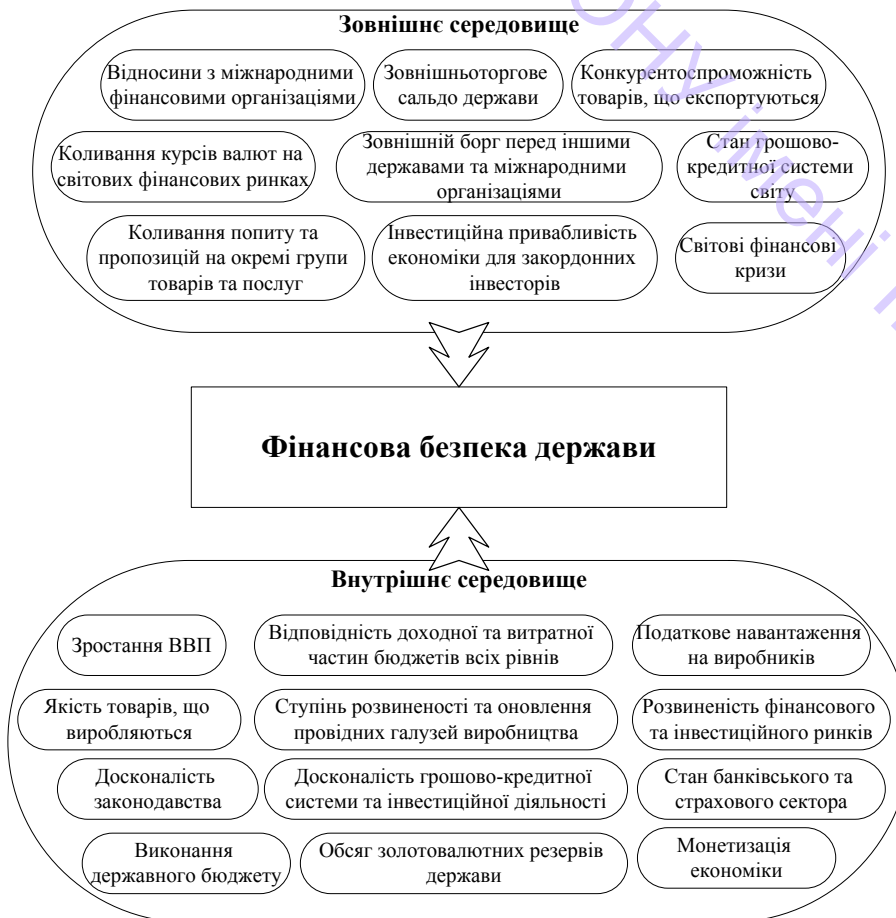 Зовнішнє середовище
Відносини з міжнародними
фінансовими організаціями
Зовнішньоторгове
сальдо держави
Конкурентоспроможність
товарів, що експортуються
Коливання курсів валют на
світових фінансових ринках
Зовнішній борг перед іншими
державами та міжнародними
організаціями
Стан грошово-
кредитної системи
світу
Коливання попиту та
пропозицій на окремі групи
товарів та послуг
Інвестиційна привабливість
економіки для закордонних
інвесторів
Світові фінансові
кризи
Фінансова безпека держави
Внутрішнє середовище
Зростання ВВП
Відповідність доходної та витратної
частин бюджетів всіх рівнів
Податкове навантаження
на виробників
Якість товарів, що
виробляються
Ступінь розвиненості та оновлення
провідних галузей виробництва
Розвиненість фінансового
та інвестиційного ринків
Досконалість
законодавства
Досконалість грошово-кредитної
системи та інвестиційної діяльності
Стан банківського та
страхового сектора
Виконання
державного бюджету
Обсяг золотовалютних резервів
держави
Монетизація
економіки
імені